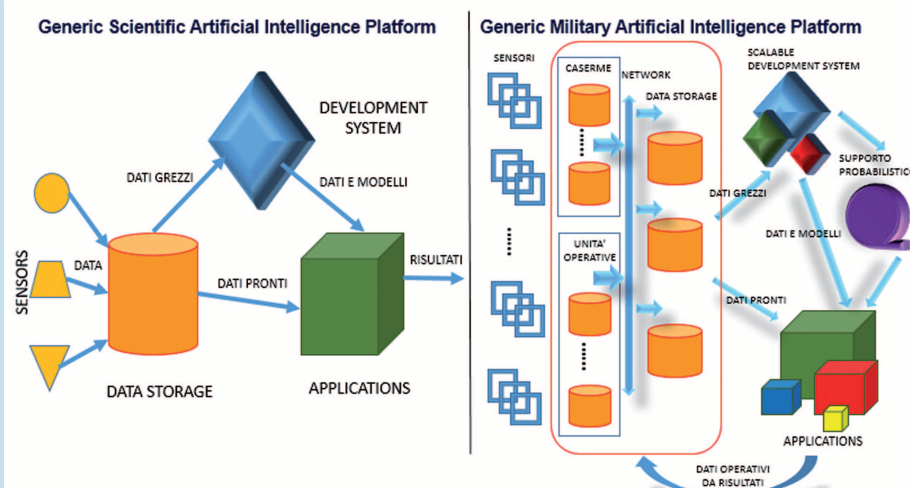 Generic Scientific Artificial Intelligence Platform
DEVELOPMENT
SYSTEM
DATI GREZZI
DATI E MODELLI
SENSORS
DATA
DATI PRONTI
RISULTATI
DATA STORAGE
APPLICATIONS
Generic Military Artificial Intelligence Platform
SENSORI
CASERME
NETWORK
DATA STORAGE
SCALABLE
DEVELOPMENT SYSTEM
SUPPORTO
PROBABILISTICO
DATI GREZZI
DATI E MODELLI
UNITA'
OPERATIVE
DATI PRONTI
APPLICATIONS
DATI OPERATIVI
DA RISULTATI